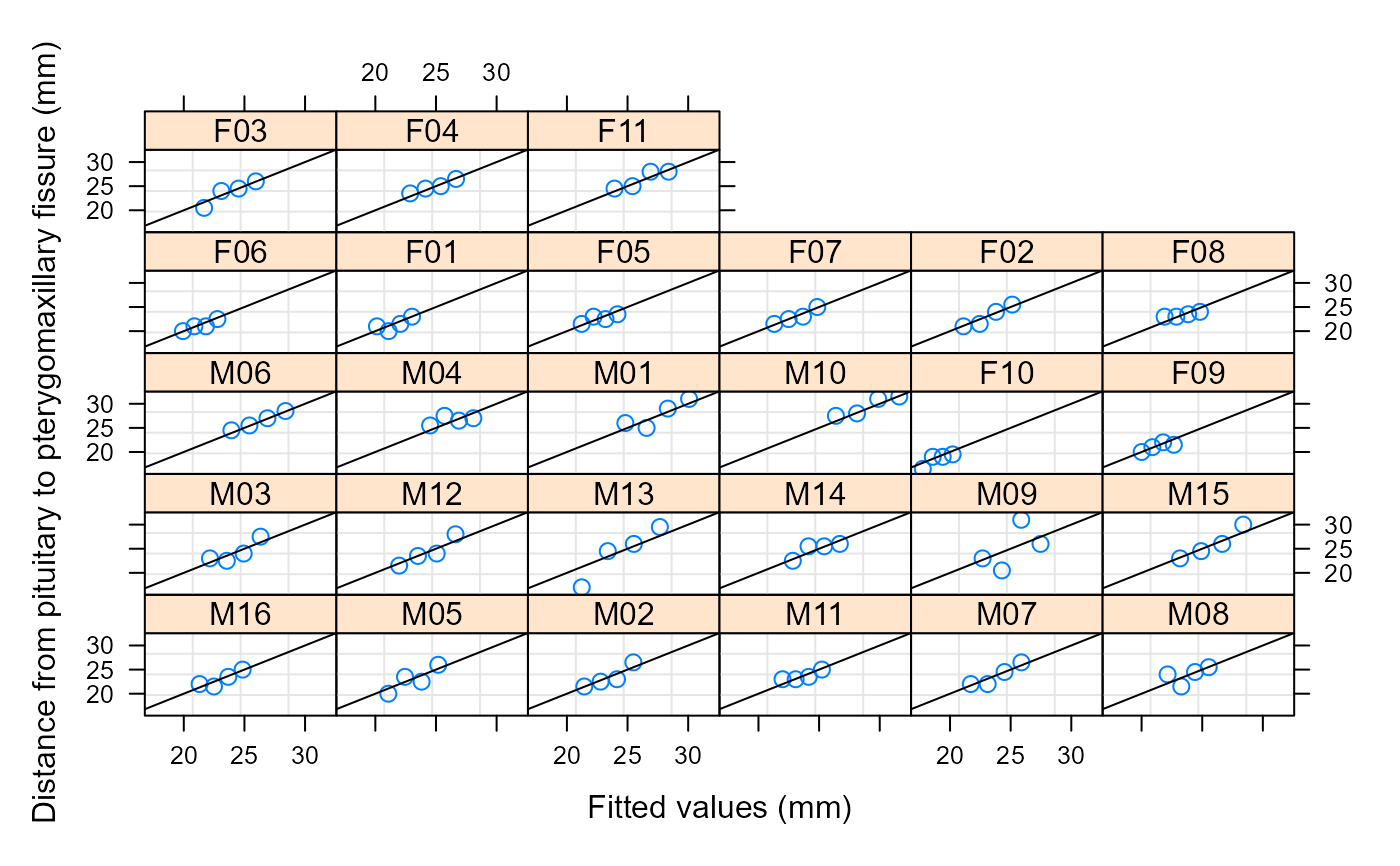 Distance from pituitary to pterygomaxillary fissure (mm)
20 25 30
F03 F04 F11
30
25
20
F06 F01 F05 F07 F02 F08
30
25
20
M06 M04 M01 M10 F10 F09
30
25
20
M03 M12 M13 M14 M09 M15
30
25
20
M16 M05 M02 M11 M07 M08
30
25
20
20 25 30 20 25 30 20 25 30
Fitted values (mm)